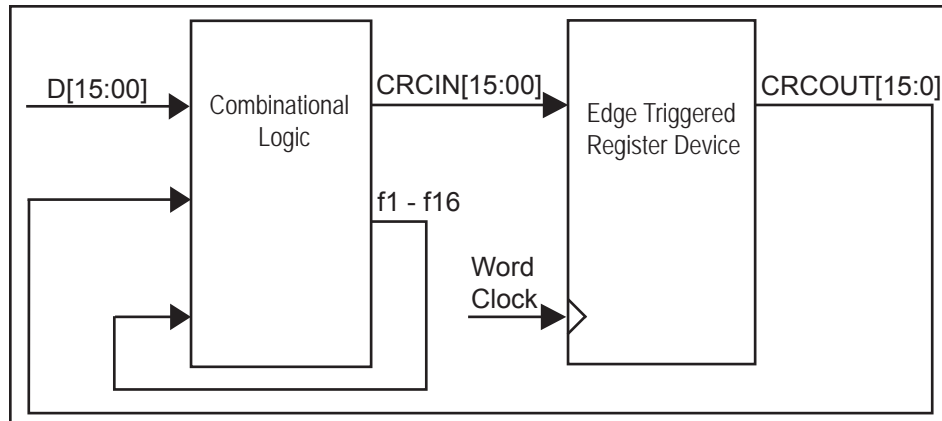 D[15:00]
Combinational
Logic
CRCIN[15:00]
f1 - f16
Edge Triggered
Register Device
Word
Clock
CRCOUT[15:0]